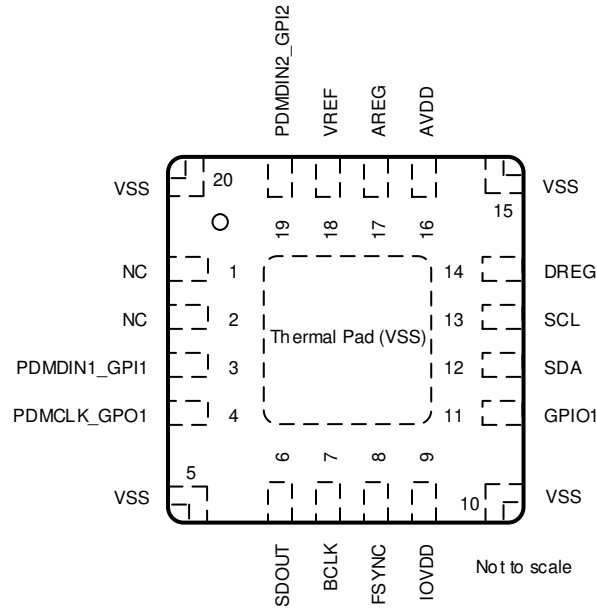 PDMDIN2_GPI2
VREF
AREG
AVDD
VSS
20
VSS
15
19
18
17
16
NC
1
14
DREG
NC
2
13
SCL
Thermal Pad (VSS)
PDMDIN1_GPI1
3
12
SDA
PDMCLK_GPO1
4
11
GPIO1
5
6
7
8
9
VSS
10
VSS
SDOUT
BCLK
FSYNC
IOVDD
Not to scale